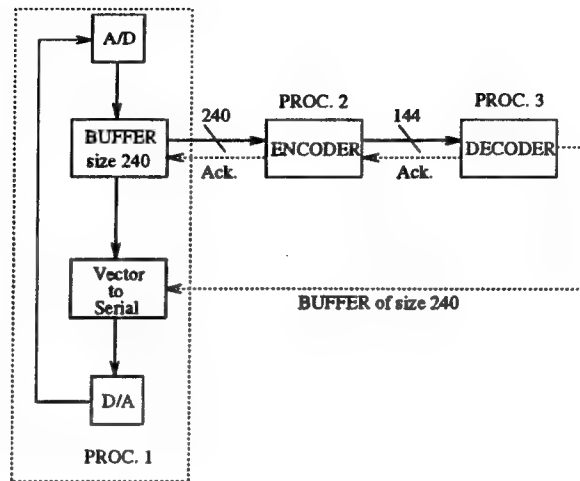 A/D
BUFFER
size 240
240
Ack.
PROC. 2
ENCODER
144
Ack.
PROC. 3
DECODER
Vector
to
Serial
BUFFER of size 240
D/A
PROC. 1